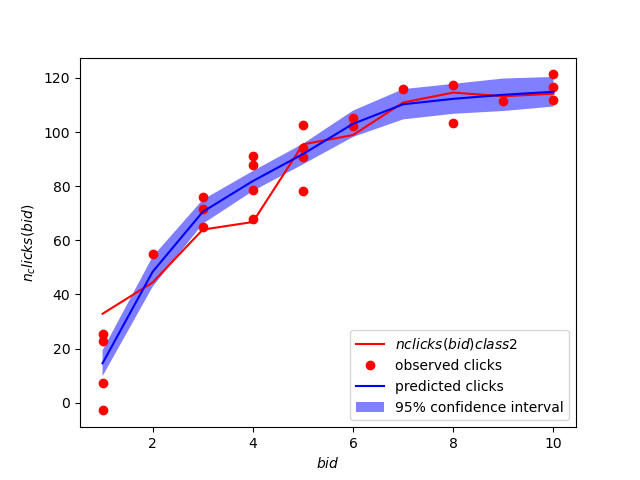 120
100
80
60
40
20
0
n_clicks(bid)
nclicks(bid)class2
observed clicks
predicted clicks
95% confidence interval
2 4 6 8 10
bid